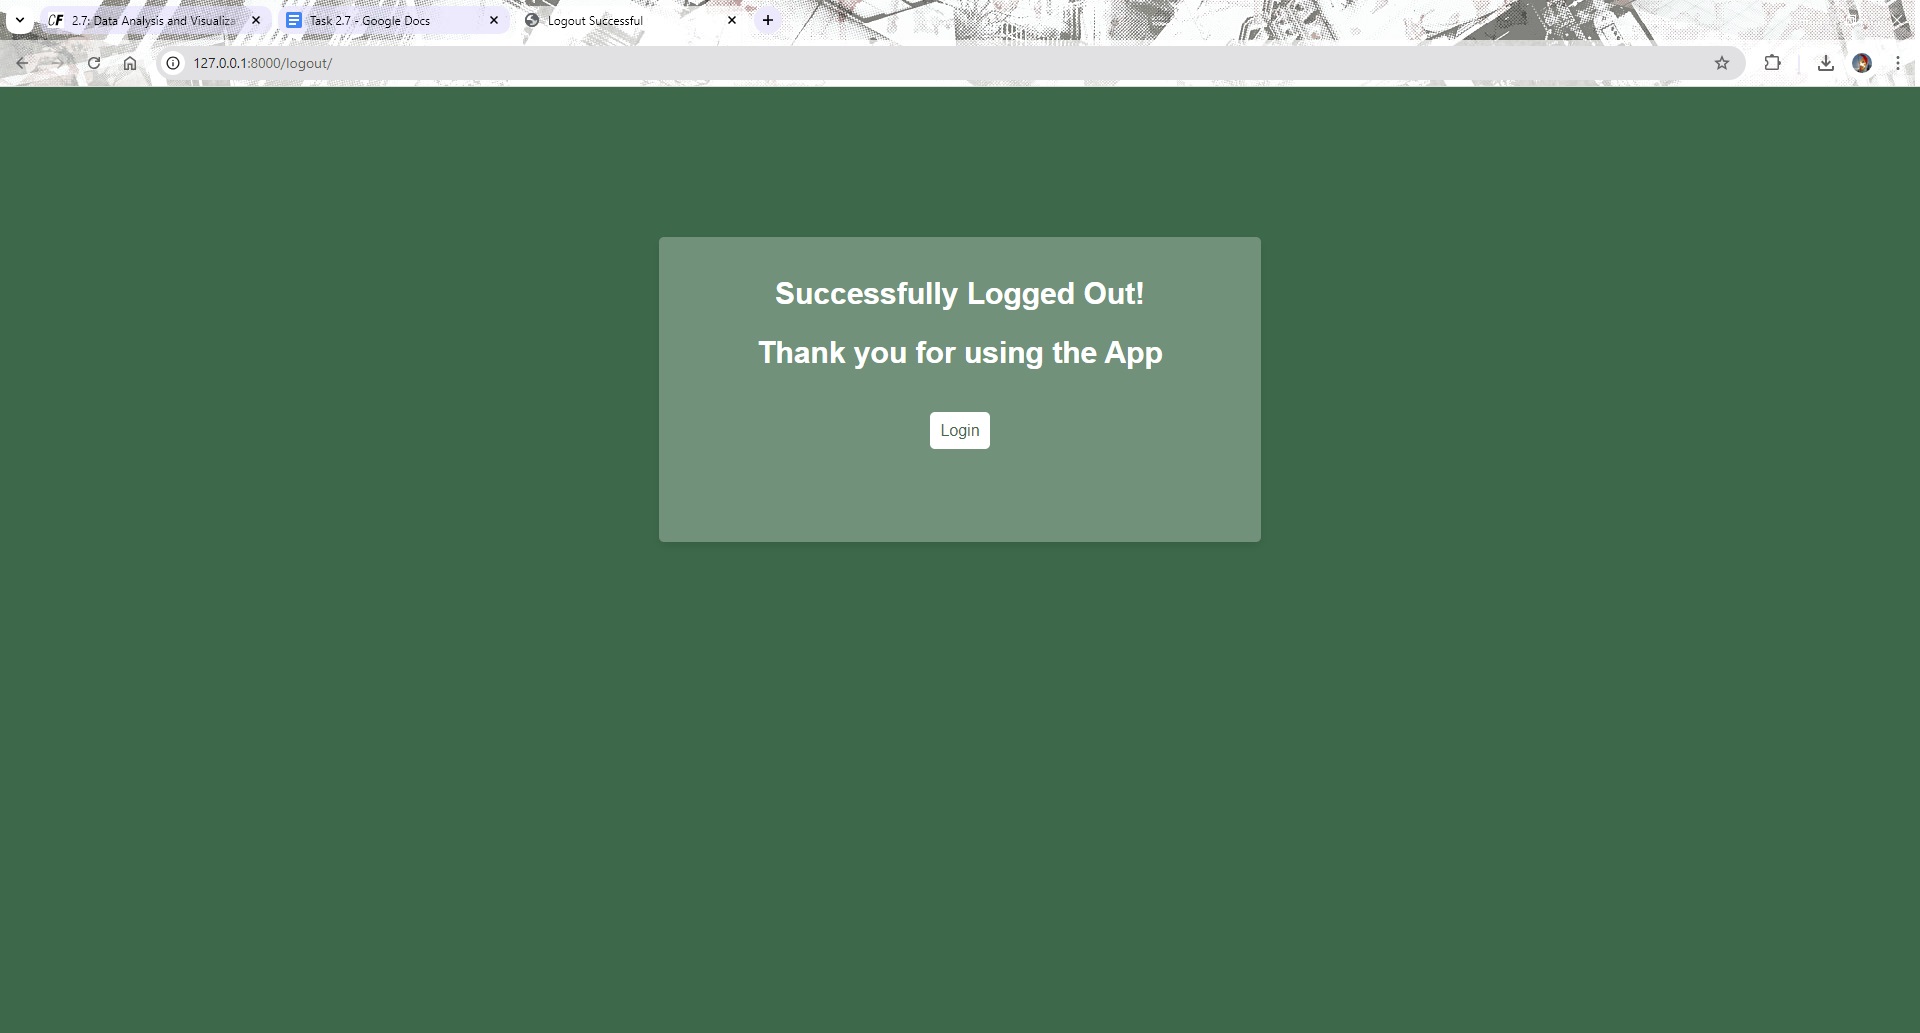 CF 2.7: Data Analysis and Visualiza
Task 2.7 - Google Docs
Logout Successful
127.0.0.1:8000/logout/
Successfully Logged Out!
Thank you for using the App
Login